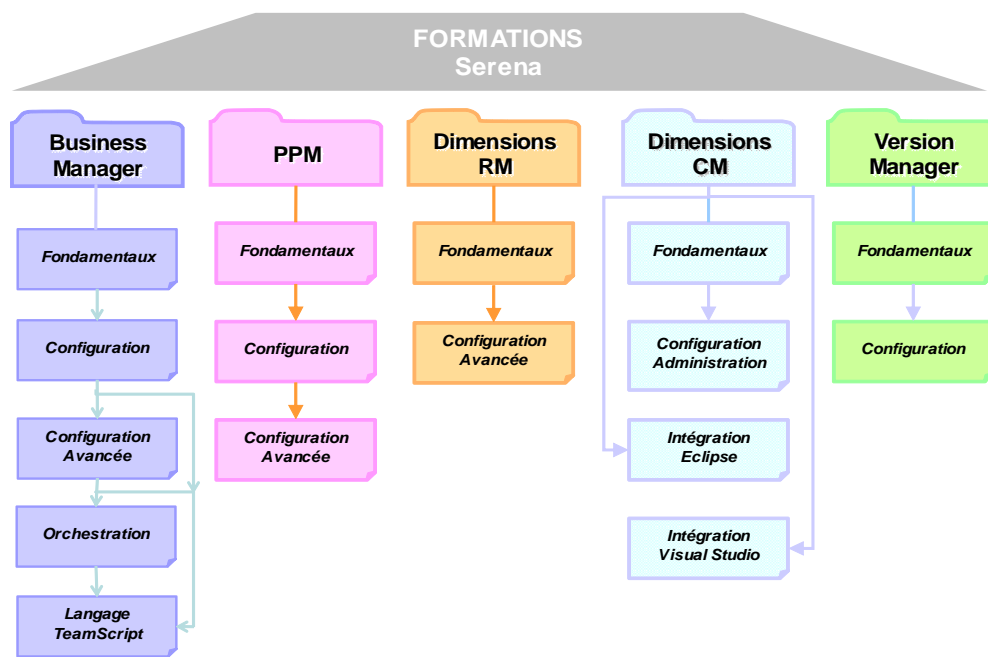 FORMATIONS
Serena
Business
Manager
Fondamentaux
Configuration
Configuration
Avancée
Orchestration
Langage
TeamScript
PPM
Fondamentaux
Configuration
Configuration
Avancée
Dimensions
RM
Fondamentaux
Configuration
Avancée
Dimensions
CM
Fondamentaux
Configuration
Administration
Intégration
Eclipse
Intégration
Visual Studio
Version
Manager
Fondamentaux
Configuration